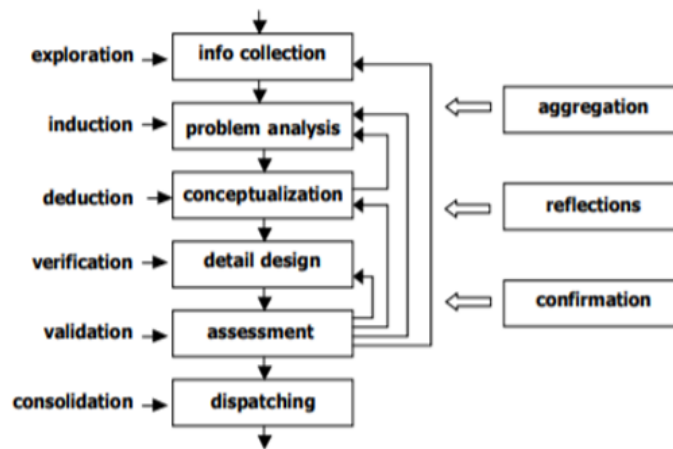 exploration
info collection
induction
problem analysis
deduction
conceptualization
verification
detail design
validation
assessment
consolidation
dispatching
aggregation
reflections
confirmation